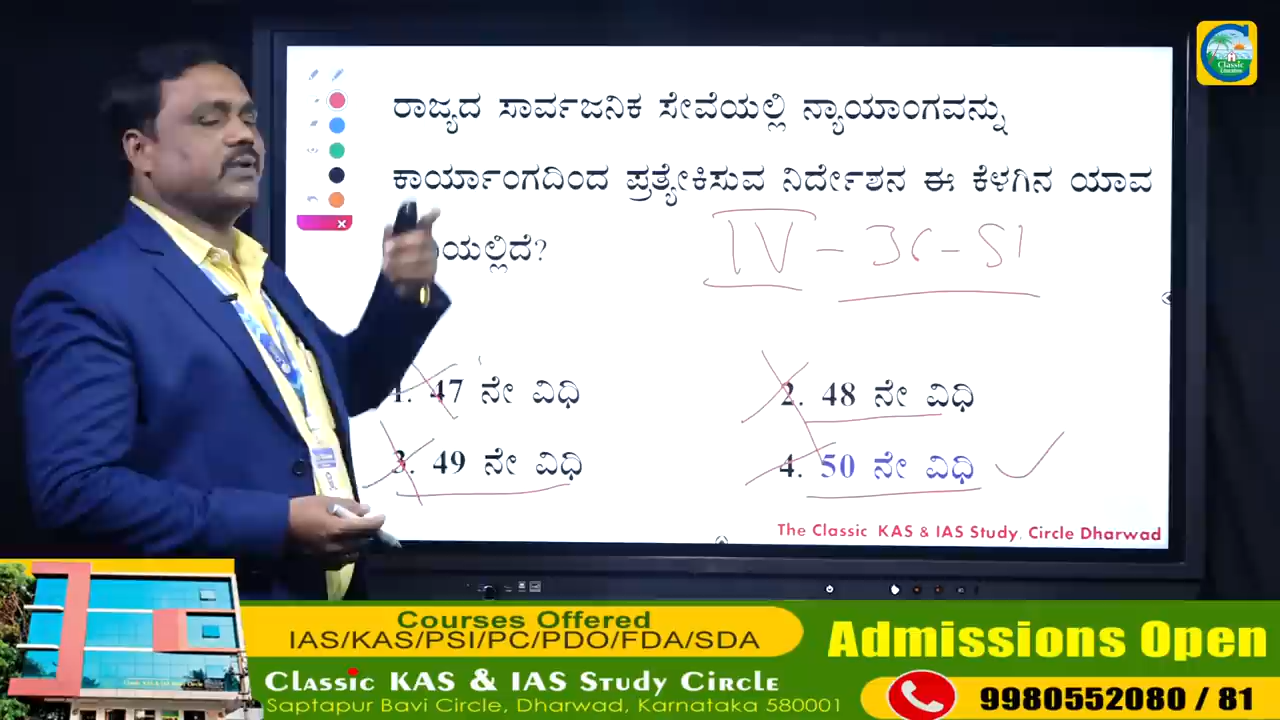 ರಾಜ್ಯದ ಸಾರ್ವಜನಿಕ ಸೇವೆಯಲ್ಲಿ ನ್ಯಾಯಾಂಗವನ್ನು
ಕಾರ್ಯಾಂಗದಿಂದ ಪ್ರತ್ಯೇಕಿಸುವ ನಿರ್ದೇಶನ ಈ ಕೆಳಗಿನ ಯಾವ
ಯಲ್ಲಿದೆ?
IV - 36 - 51
1. 47 ನೇ ವಿಧಿ
2. 48 ನೇ ವಿಧಿ
3. 49 ನೇ ವಿಧಿ
4. 50 ನೇ ವಿಧಿ
The Classic KAS & IAS Study, Circle Dharwad
Classic
Education
Courses Offered
IAS/KAS/PSI/PC/PDO/FDA/SDA
Classic KAS & IAS Study Circle
Saptapur Bavi Circle, Dharwad, Karnataka 580001
Admissions Open
9980552080 / 81